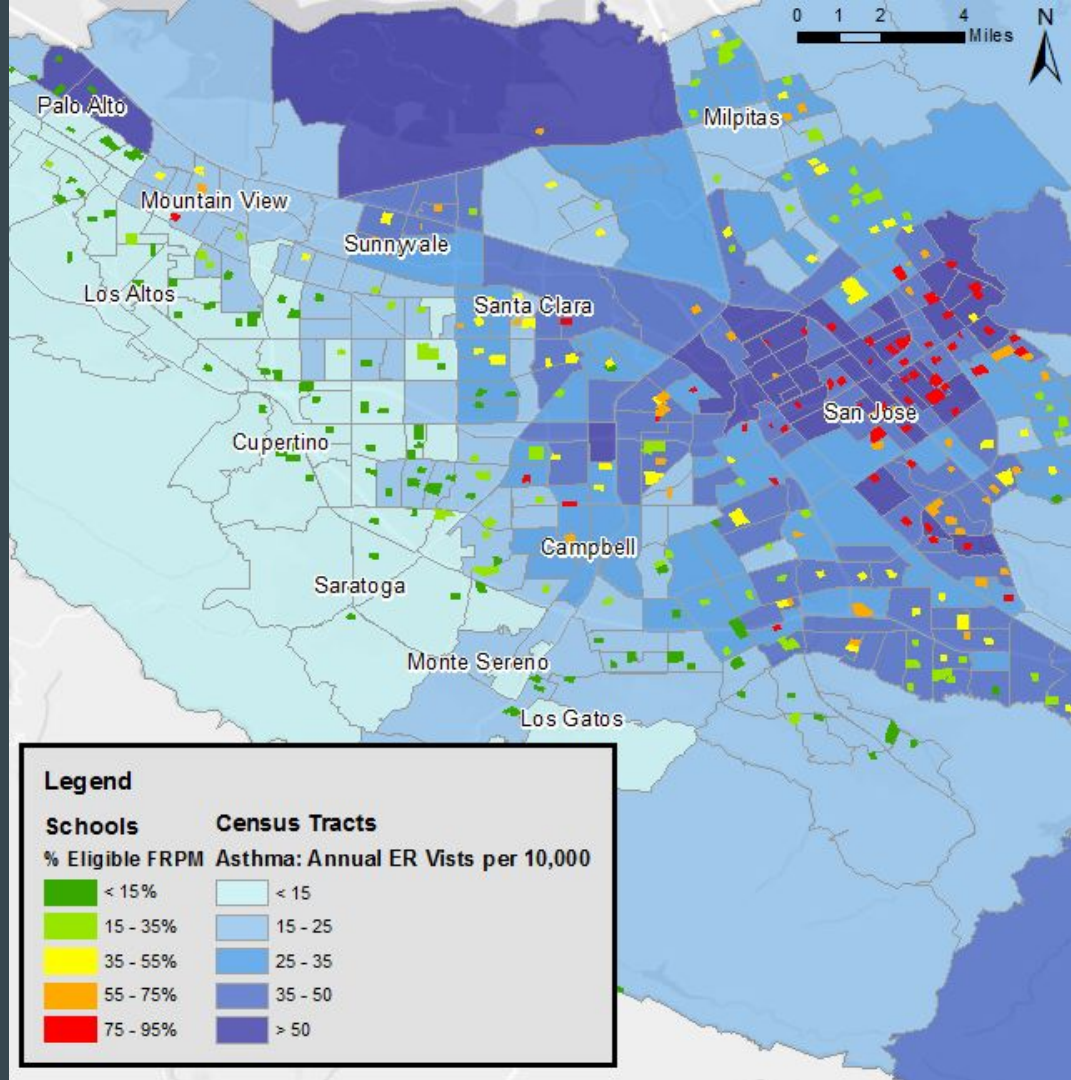 0 1 2 4 N
Miles
Palo Alto
Milpitas
Mountain View
Sunnyvale
Los Altos
Santa Clara
San Jose
Cupertino
Campbell
Saratoga
Monte Sereno
Los Gatos
Legend
Schools Census Tracts
% Eligible FRPM Asthma: Annual ER Vists per 10,000
< 15% < 15
15 - 35% 15 - 25
35 - 55% 25 - 35
55 - 75% 35 - 50
75 - 95% > 50